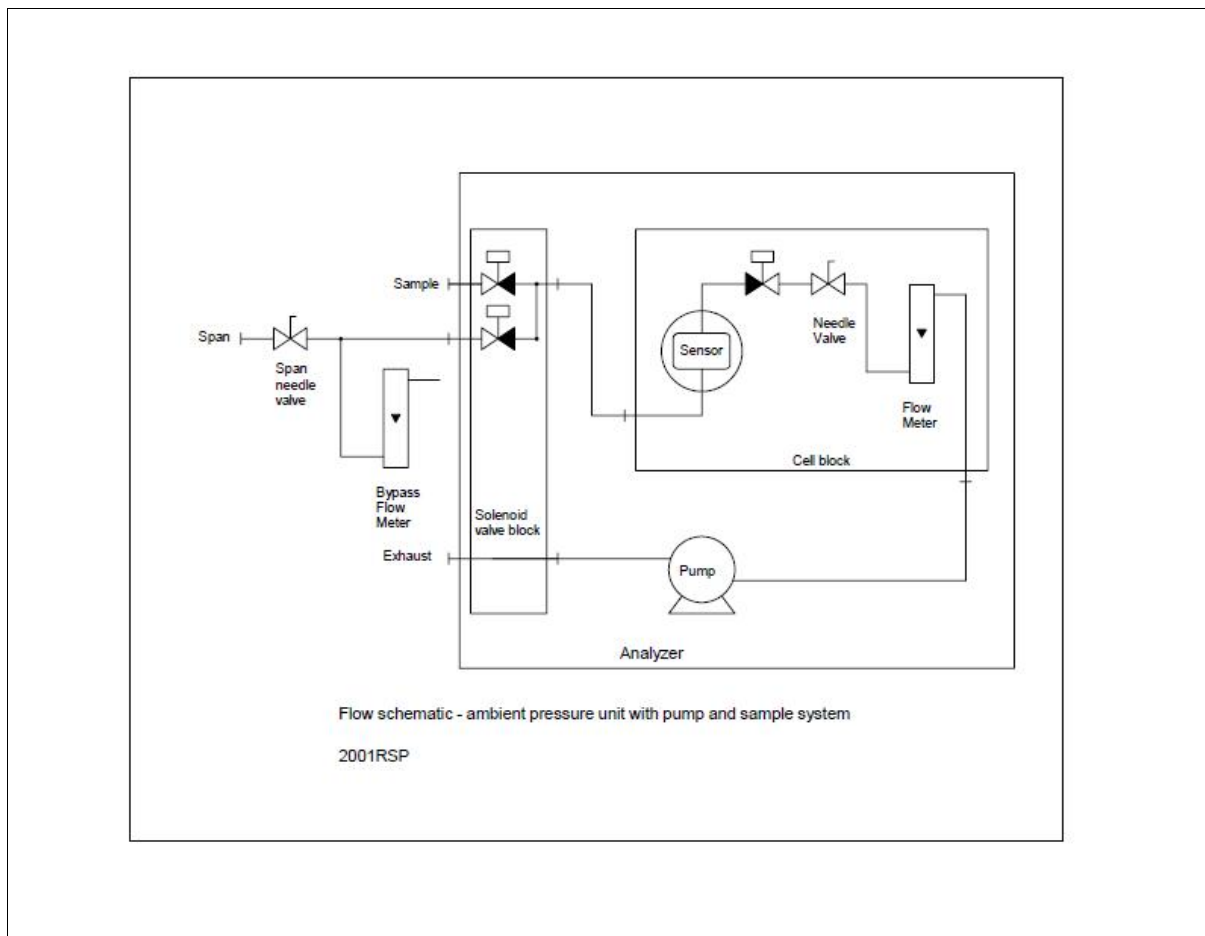 Sample
Span
Span
needle
valve
Bypass
Flow
Meter
Solenoid
valve block
Exhaust
Sensor
Needle
Valve
Flow
Meter
Cell block
Pump
Analyzer
Flow schematic - ambient pressure unit with pump and sample system
2001RSP